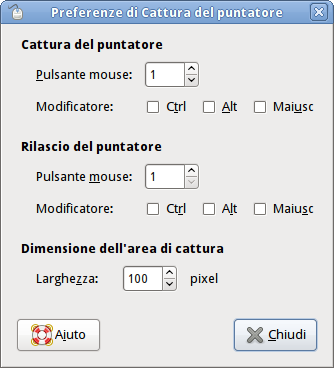 Preferenze di Cattura del puntatore
Cattura del puntatore
Pulsante mouse: 1
Modificatore: Ctrl Alt Maiusc
Rilascio del puntatore
Pulsante mouse: 1
Modificatore: Ctrl Alt Maiusc
Dimensione dell'area di cattura
Larghezza: 100 pixel
Aiuto Chiudi